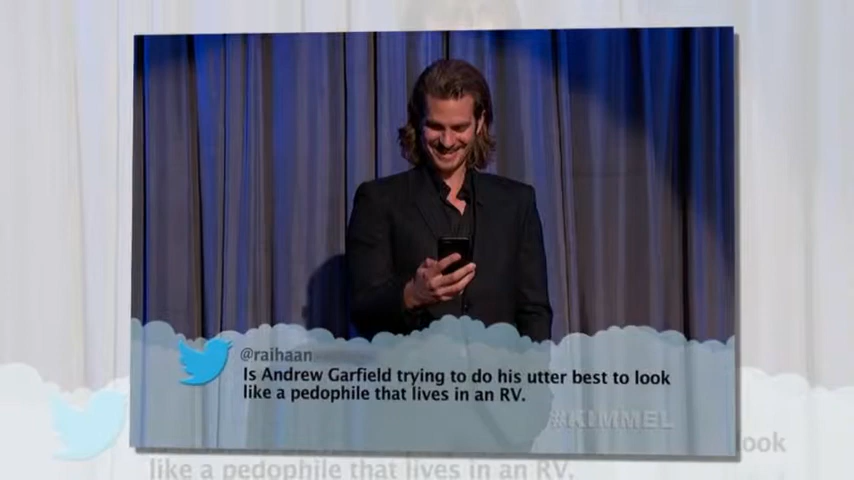 @raihaan
Is Andrew Garfield trying to do his utter best to look
like a pedophile that lives in an RV.
#KIMMEL
look
like a pedophile that lives in an RV.